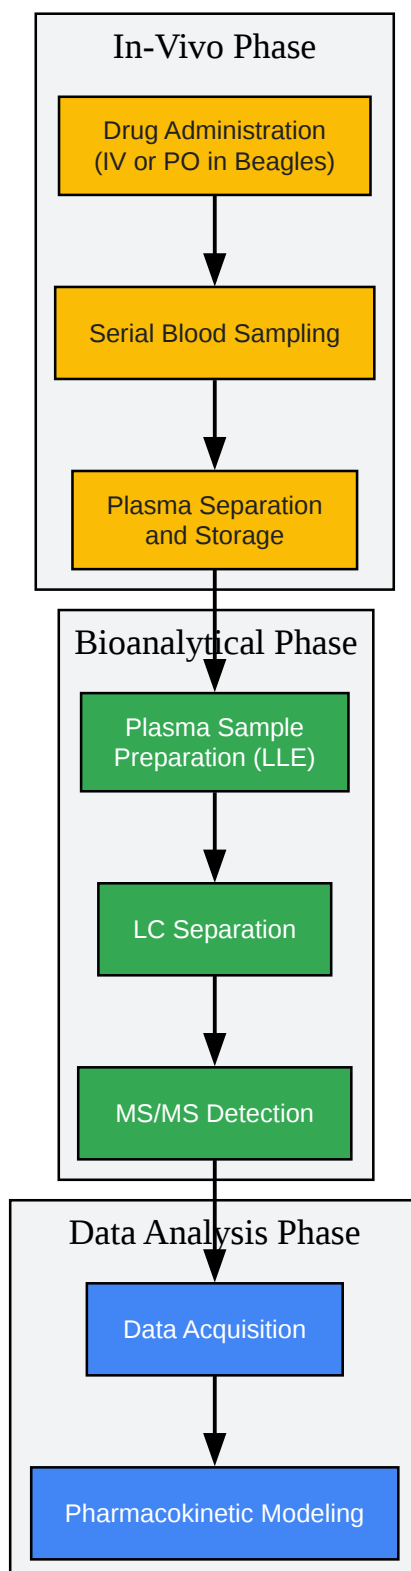 In-Vivo Phase
Drug Administration
(IV or PO in Beagles)
Serial Blood Sampling
Plasma Separation
and Storage
Bioanalytical Phase
Plasma Sample
Preparation (LLE)
LC Separation
MS/MS Detection
Data Analysis Phase
Data Acquisition
Pharmacokinetic Modeling